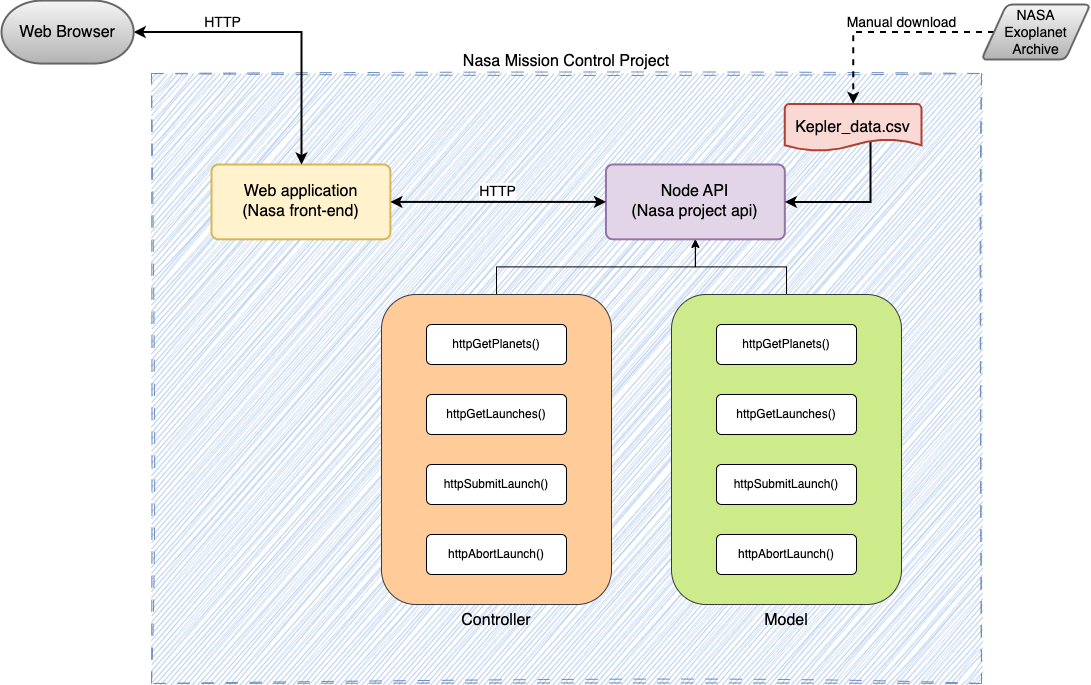 Web Browser
HTTP
Manual download
NASA
Exoplanet
Archive
Nasa Mission Control Project
Kepler_data.csv
Web application
(Nasa front-end)
HTTP
Node API
(Nasa project api)
httpGetPlanets()
httpGetLaunches()
httpSubmitLaunch()
httpAbortLaunch()
Controller
httpGetPlanets()
httpGetLaunches()
httpSubmitLaunch()
httpAbortLaunch()
Model